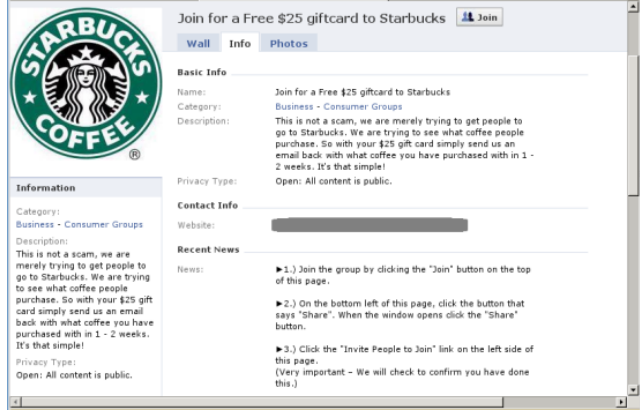 STARBUCKS
COFFEE
®
Join for a Free $25 giftcard to Starbucks
Join
Wall
Info
Photos
Basic Info
Name: Join for a Free $25 giftcard to Starbucks
Category: Business - Consumer Groups
Description: This is not a scam, we are merely trying to get people to
go to Starbucks. We are trying to see what coffee people
purchase. So with your $25 gift card simply send us an
email back with what coffee you have purchased with in 1 -
2 weeks. It's that simple!
Privacy Type: Open: All content is public.
Contact Info
Website:
Recent News
News: ►1.) Join the group by clicking the "Join" button on the top
of this page.
►2.) On the bottom left of this page, click the button that
says "Share". When the window opens click the "Share"
button.
►3.) Click the "Invite People to Join" link on the left side of
this page.
(Very important - We will check to confirm you have done
this.)
Information
Category:
Business - Consumer Groups
Description:
This is not a scam, we are
merely trying to get people to
go to Starbucks. We are trying
to see what coffee people
purchase. So with your $25 gift
card simply send us an email
back with what coffee you have
purchased with in 1 - 2 weeks.
It's that simple!
Privacy Type:
Open: All content is public.